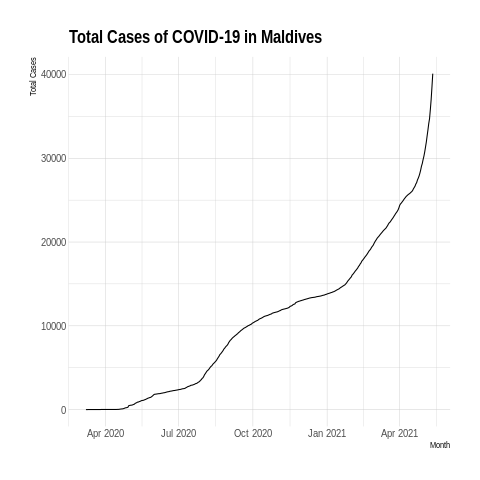 Total Cases of COVID-19 in Maldives
Total Cases
40000
30000
20000
10000
0
Apr 2020 Jul 2020 Oct 2020 Jan 2021 Apr 2021
Month